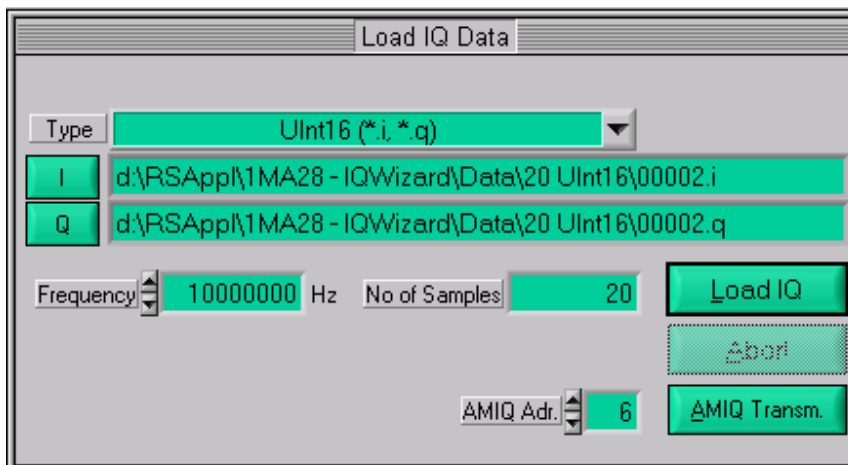 Load IQ Data
Type UInt16 (*.i, *.q)
I d:\RSAppl\1MA28 - IQWizard\Data\20 UInt16\00002.i
Q d:\RSAppl\1MA28 - IQWizard\Data\20 UInt16\00002.q
Frequency 10000000 Hz No of Samples 20 Load IQ
Abort
AMIQ Adr. 6 AMIQ Transm.